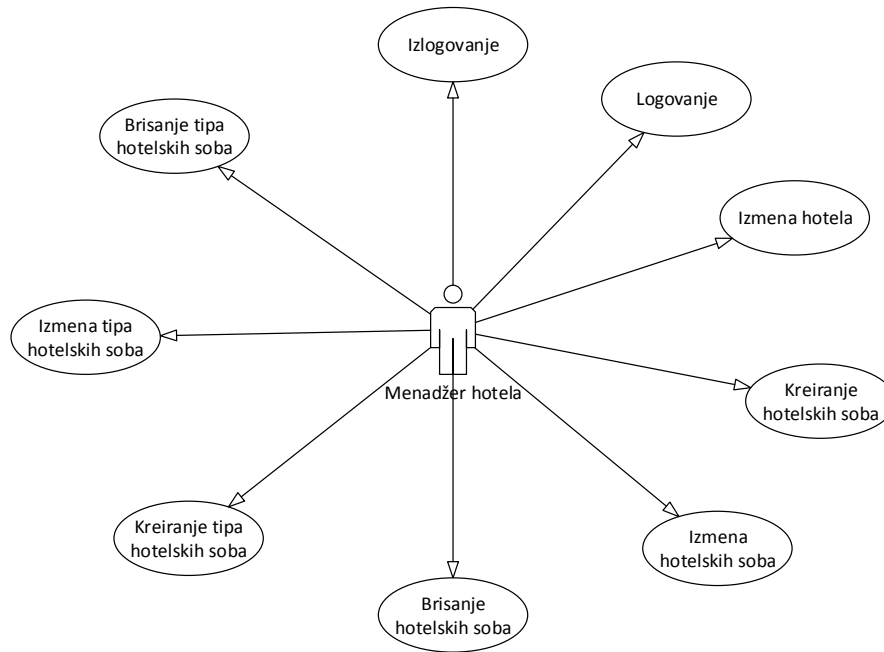 Izlogovanje
Logovanje
Brisanje tipa
hotelskih soba
Izmena hotela
Izmena tipa
hotelskih soba
Menadžer hotela
Kreiranje
hotelskih soba
Kreiranje tipa
hotelskih soba
Izmena
hotelskih soba
Brisanje
hotelskih soba